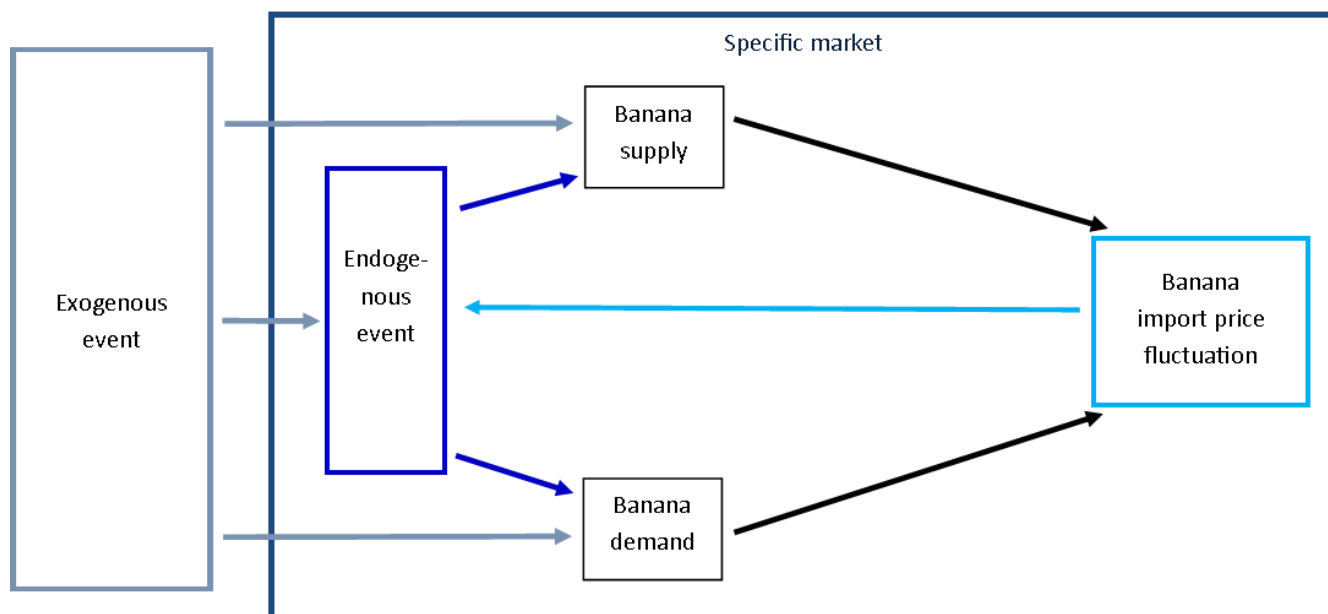 Specific market
Banana
supply
Endoge-
nous
event
Exogenous
event
Banana
import price
fluctuation
Banana
demand